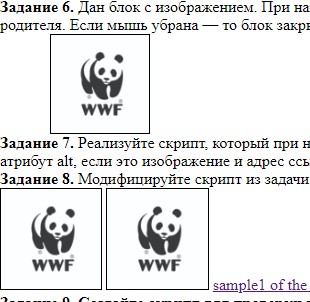 Задание 6. Дан блок с изображением. При на
родителя. Если мышь убрана — то блок закры
WWF
Задание 7. Реализуйте скрипт, который при н
атрибут alt, если это изображение и адрес ссы
Задание 8. Модифицируйте скрипт из задачи
WWF WWF sample1 of the